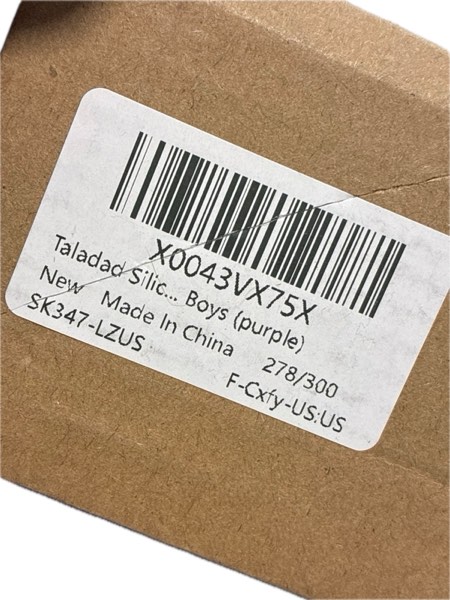 X0043VX75X
Taladad Silic... Boys (purple)
New Made In China 278/300
SK347-LZUS F-Cxfy-US:US